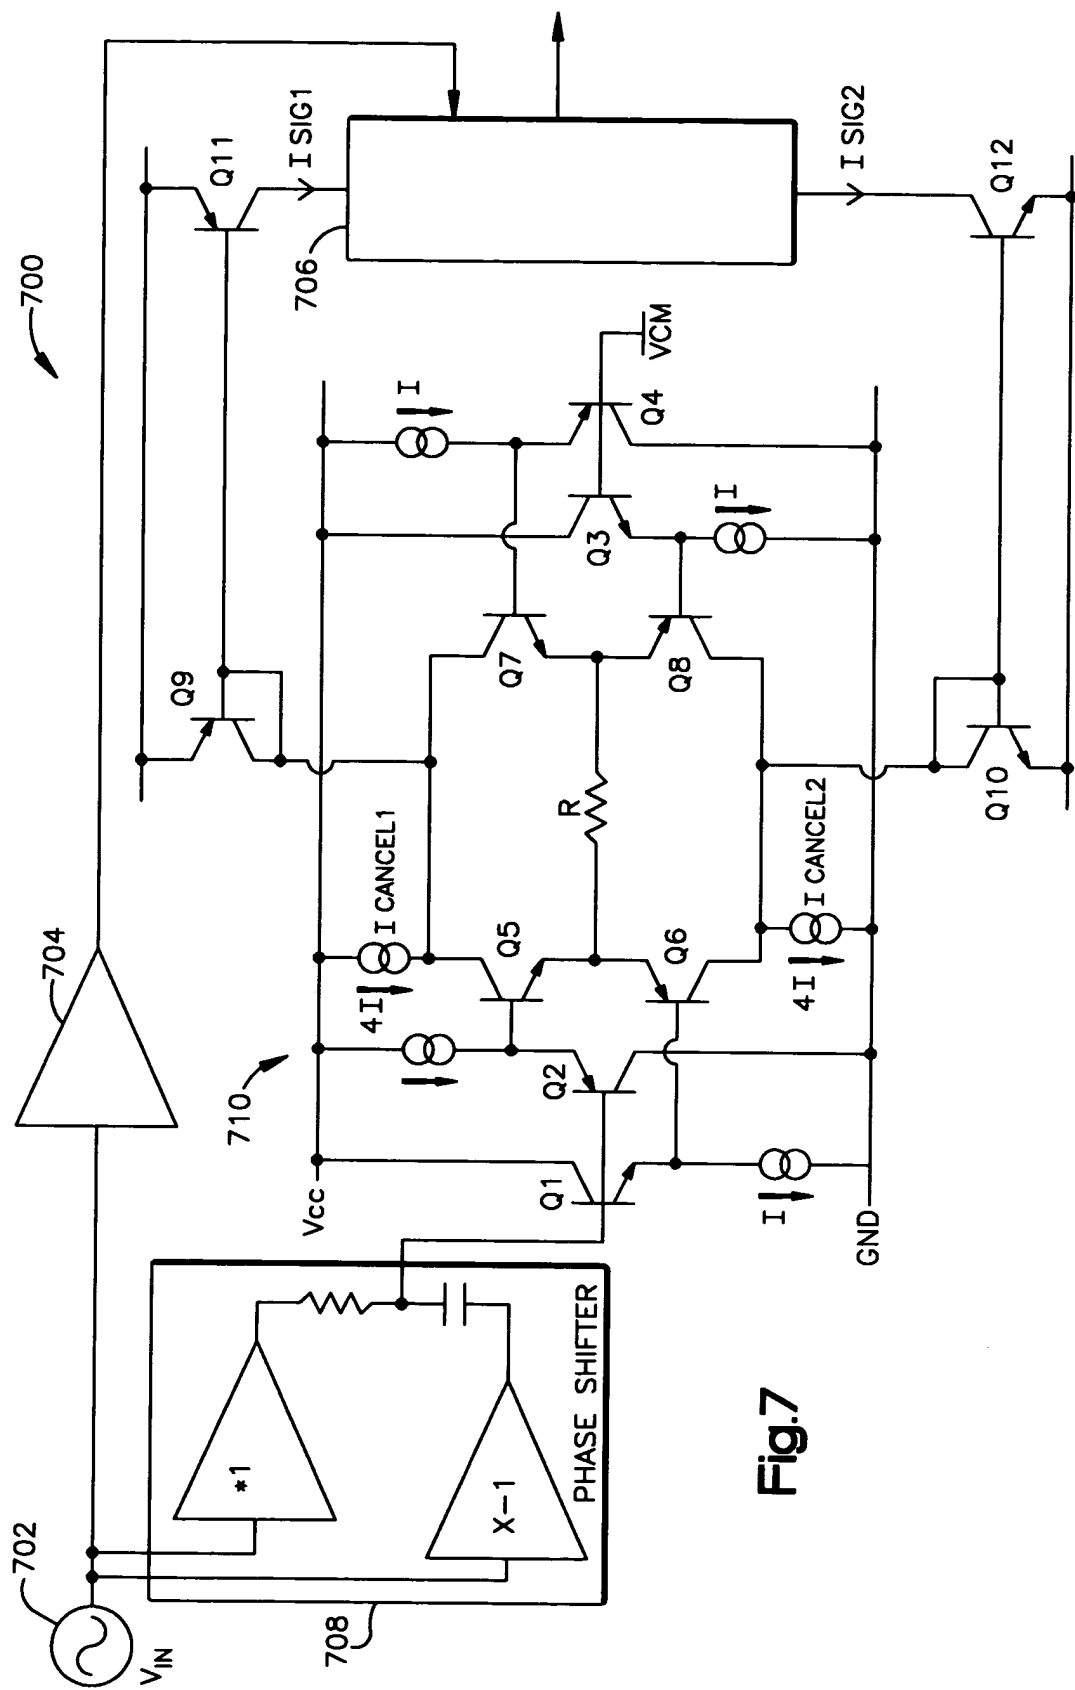 700
702
VIN
704
*1
X-1
PHASE SHIFTER
708
710
Vcc
GND
Q1
Q2
I
4I
I CANCEL1
Q5
Q6
4I
I CANCEL2
R
Q9
Q10
Q7
Q8
Q3
Q4
I
I
VCM
706
Q11
I SIG1
I SIG2
Q12
Fig.7